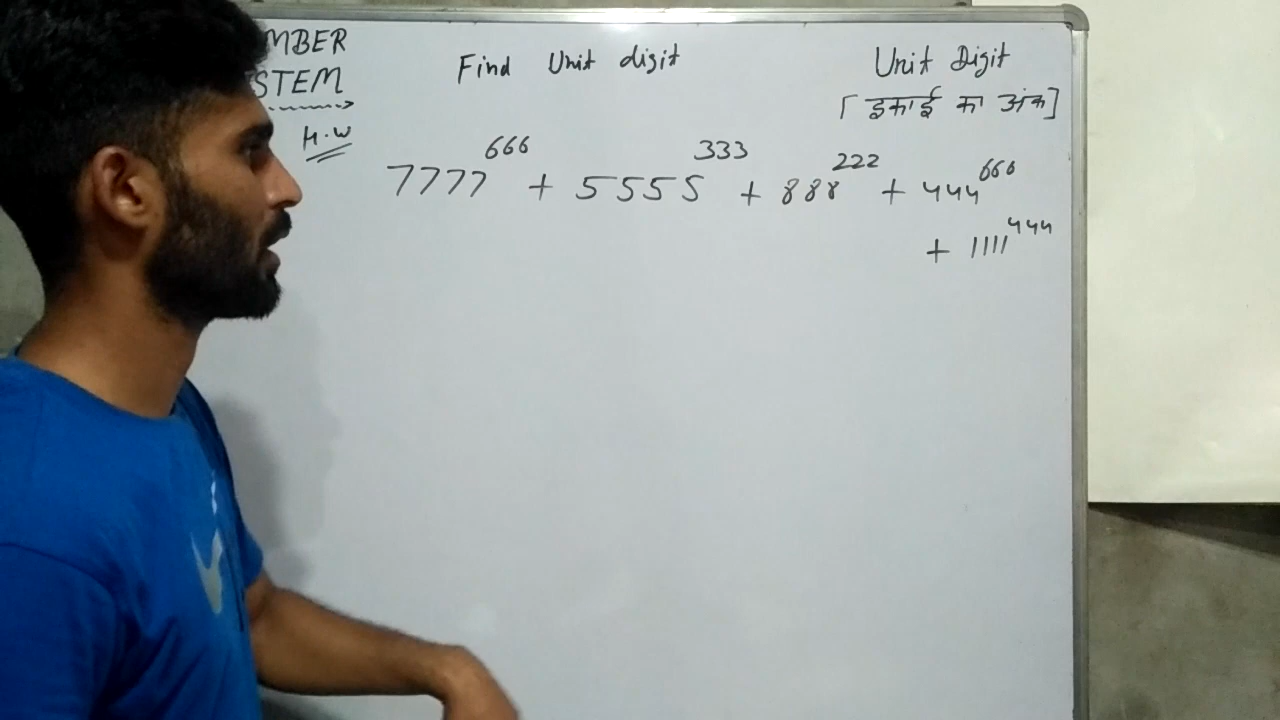 MBER
STEM
H.W
Find Unit digit
Unit Digit
[इकाई का अंक]
7777^666 + 5555^333 + 888^222 + 444^666
+ 1111^444